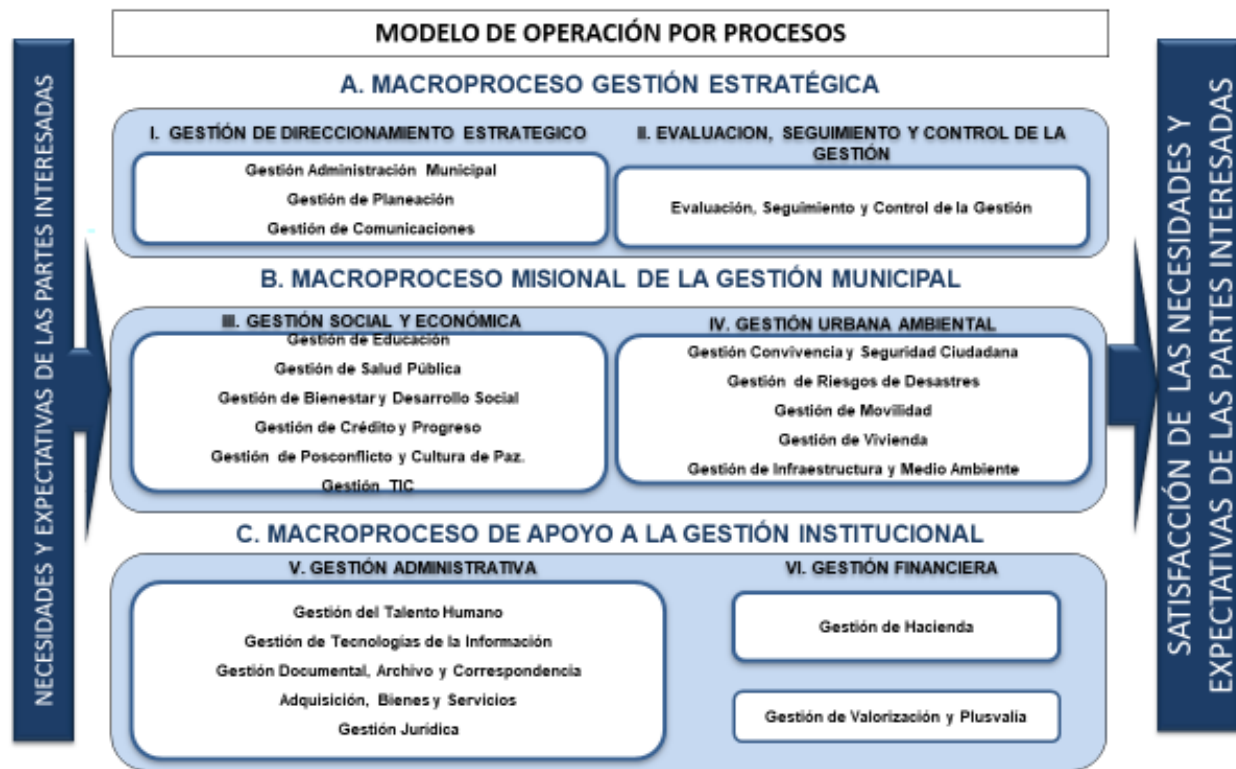 MODELO DE OPERACIÓN POR PROCESOS
NECESIDADES Y EXPECTATIVAS DE LAS PARTES INTERESADAS
A. MACROPROCESO GESTIÓN ESTRATÉGICA
I. GESTIÓN DE DIRECCIONAMIENTO ESTRATEGICO
Gestión Administración Municipal
Gestión de Planeación
Gestión de Comunicaciones
II. EVALUACION, SEGUIMIENTO Y CONTROL DE LA
GESTIÓN
Evaluación, Seguimiento y Control de la Gestión
B. MACROPROCESO MISIONAL DE LA GESTIÓN MUNICIPAL
III. GESTIÓN SOCIAL Y ECONÓMICA
Gestión de Educación
Gestión de Salud Pública
Gestión de Bienestar y Desarrollo Social
Gestión de Crédito y Progreso
Gestión de Posconflicto y Cultura de Paz.
Gestión TIC
IV. GESTIÓN URBANA AMBIENTAL
Gestión Convivencia y Seguridad Ciudadana
Gestión de Riesgos de Desastres
Gestión de Movilidad
Gestión de Vivienda
Gestión de Infraestructura y Medio Ambiente
C. MACROPROCESO DE APOYO A LA GESTIÓN INSTITUCIONAL
V. GESTIÓN ADMINISTRATIVA
Gestión del Talento Humano
Gestión de Tecnologías de la Información
Gestión Documental, Archivo y Correspondencia
Adquisición, Bienes y Servicios
Gestión Jurídica
VI. GESTIÓN FINANCIERA
Gestión de Hacienda
Gestión de Valorización y Plusvalía
SATISFACCIÓN DE LAS NECESIDADES Y
EXPECTATIVAS DE LAS PARTES INTERESADAS